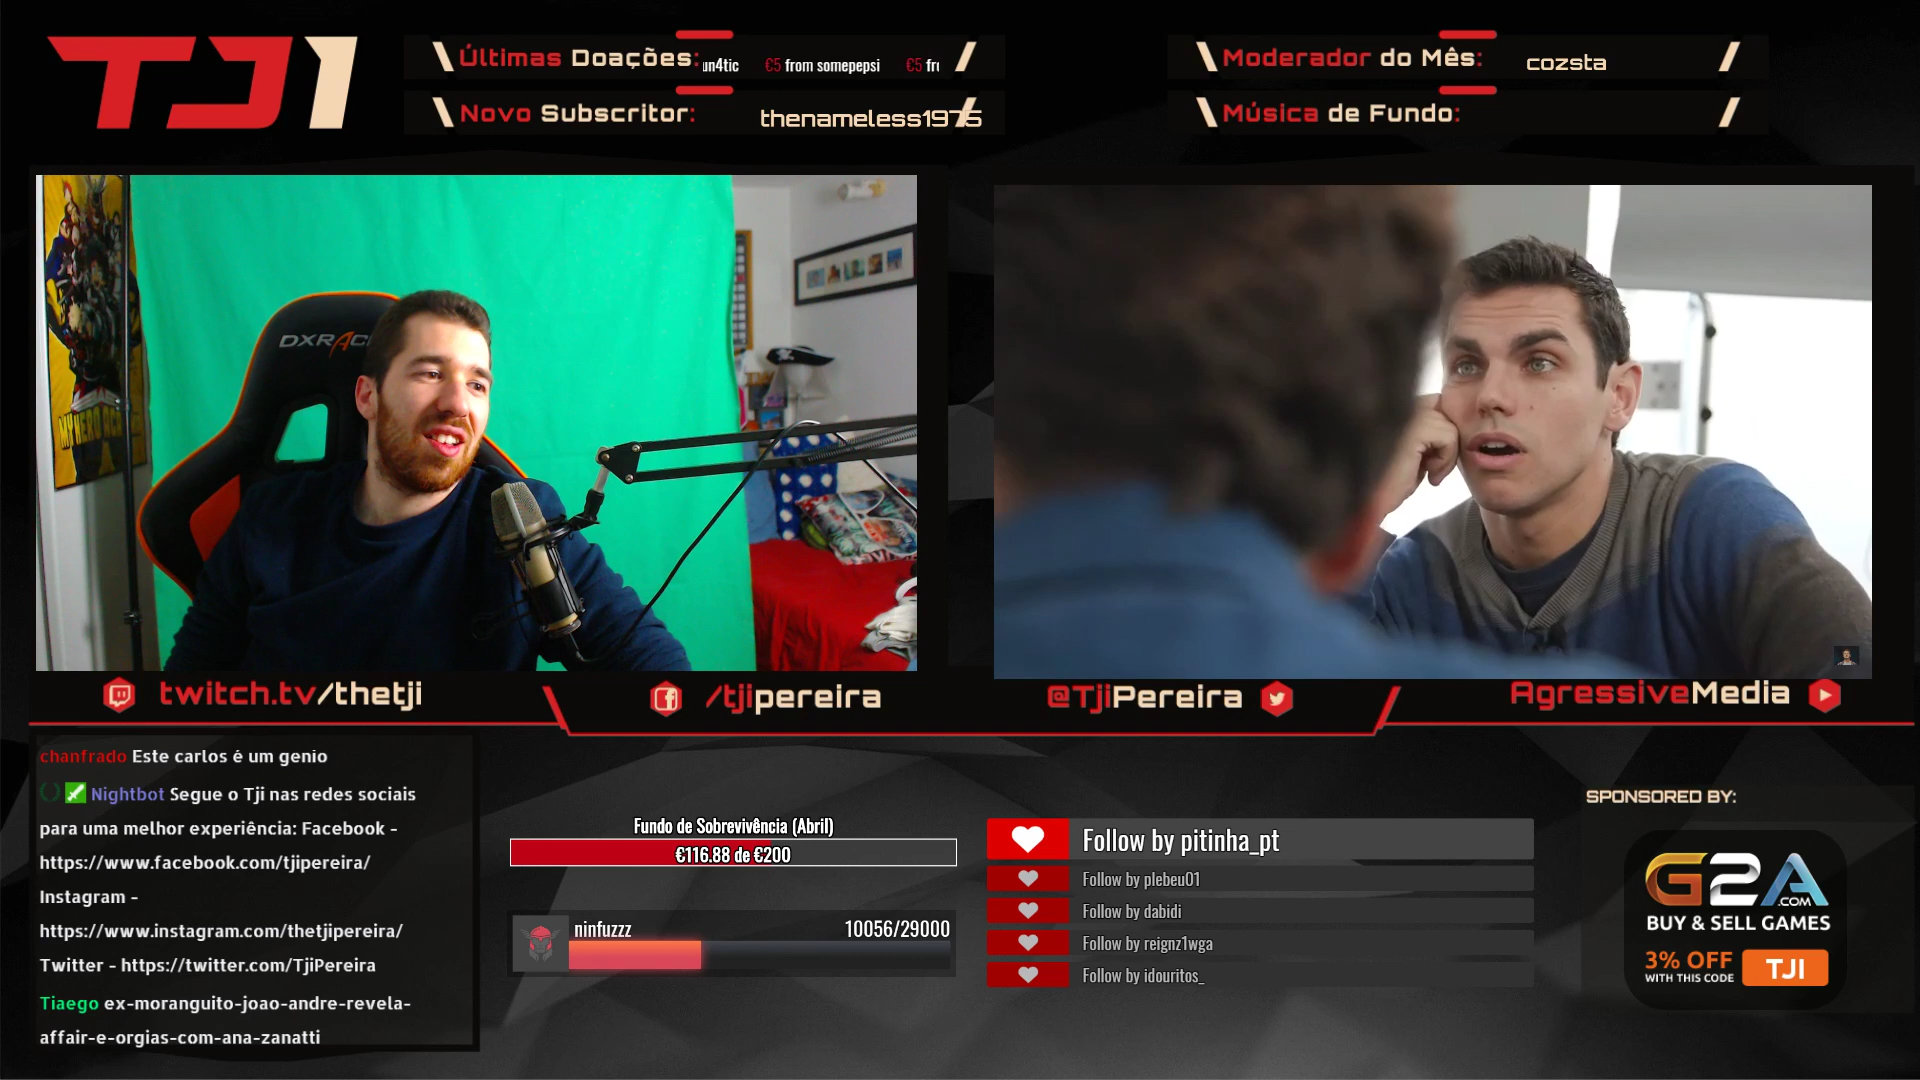 TJI
Últimas Doações:
un4tic €5 from somepepsi €5
Novo Subscritor:
thenameless1975
Moderador do Mês:
cozsta
Música de Fundo:
DXRAC
MY HERO
twitch.tv/thetji
/tjipereira
@TjiPereira
AgressiveMedia
chanfrado Este carlos é um genio
Nightbot Segue o Tji nas redes sociais
para uma melhor experiência: Facebook -
https://www.facebook.com/tjipereira/
Instagram -
https://www.instagram.com/thetjipereira/
Twitter - https://twitter.com/TjiPereira
Tiaego ex-moranguito-joao-andre-revela-
affair-e-orgias-com-ana-zanatti
Fundo de Sobrevivência (Abril)
€116.88 de €200
ninfuzzz 10056/29000
Follow by pitinha_pt
Follow by plebeu01
Follow by dabidi
Follow by reignz1wga
Follow by idouritos_
SPONSORED BY:
G2A
.COM
BUY & SELL GAMES
3% OFF
WITH THIS CODE
TJI